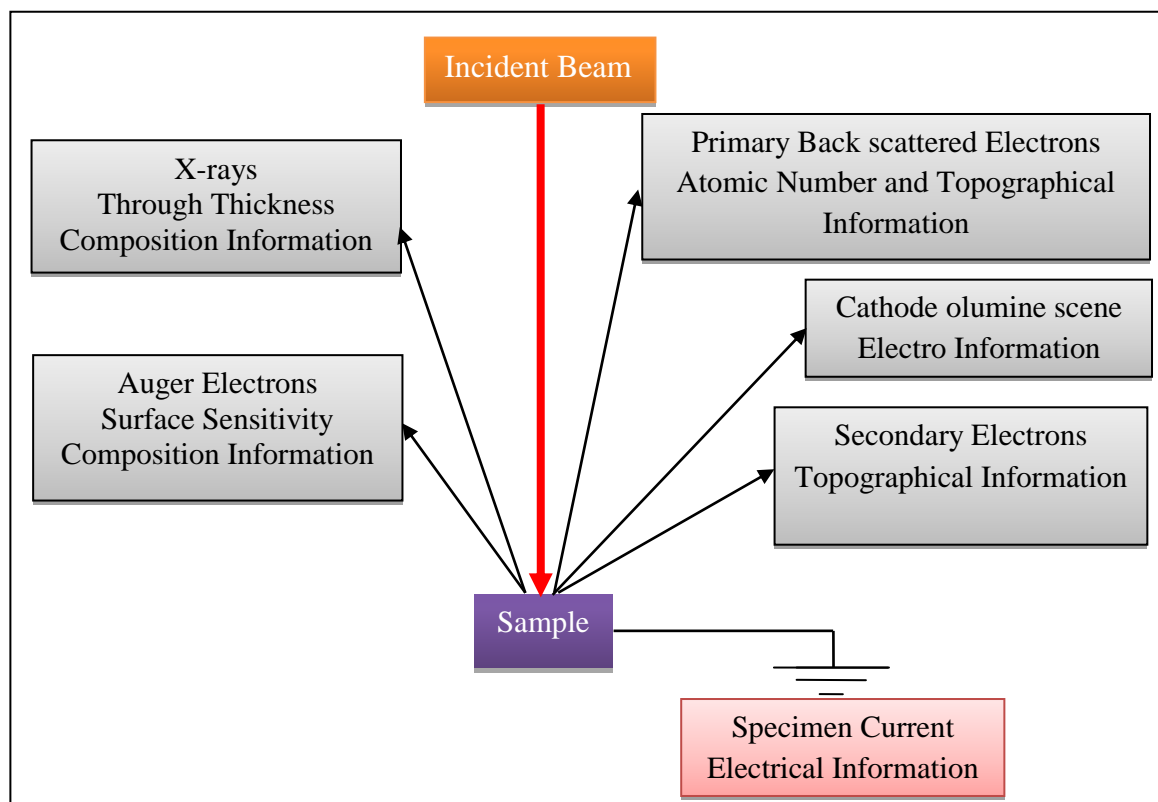 Incident Beam
X-rays
Through Thickness
Composition Information
Primary Back scattered Electrons
Atomic Number and Topographical
Information
Cathode olumine scene
Electro Information
Auger Electrons
Surface Sensitivity
Composition Information
Secondary Electrons
Topographical Information
Sample
Specimen Current
Electrical Information